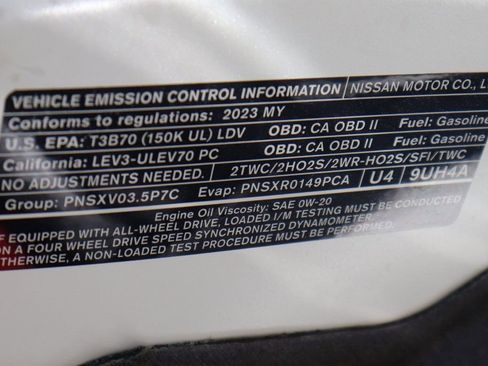 VEHICLE EMISSION CONTROL INFORMATION NISSAN MOTOR CO., L
Conforms to regulations: 2023 MY
U.S. EPA: T3B70 (150K UL) LDV OBD: CA OBD II Fuel: Gasoline
California: LEV3-ULEV70 PC OBD: CA OBD II Fuel: Gasoline
NO ADJUSTMENTS NEEDED. 2TWC/2HO2S/2WR-HO2S/SFI/TWC
Group: PNSXV03.5P7C Evap: PNSXR0149PCA U4 9UH4A
Engine Oil Viscosity: SAE 0W-20
IF EQUIPPED WITH ALL-WHEEL DRIVE, LOADED I/M TESTING MUST BE CONDUCTED
ON A FOUR WHEEL DRIVE SPEED SYNCHRONIZED DYNAMOMETER.
OTHERWISE, A NON-LOADED TEST PROCEDURE MUST BE USED.